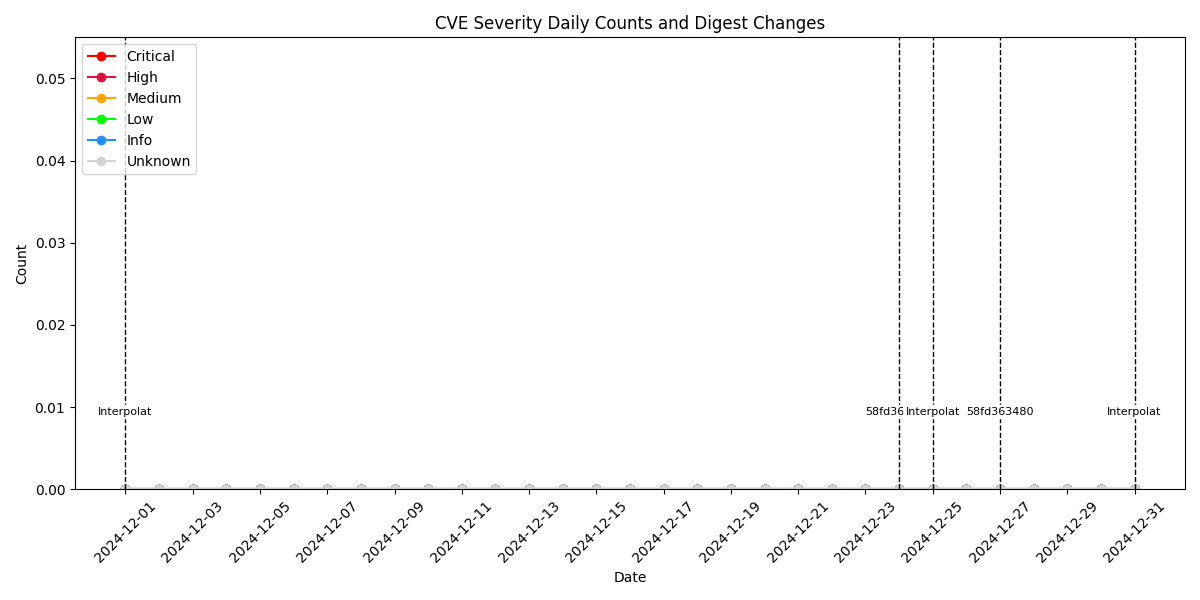 CVE Severity Daily Counts and Digest Changes
Critical
High
Medium
Low
Info
Unknown
0.05
0.04
0.03
0.02
0.01
0.00
Count
Interpolat
58fd36
Interpolat
58fd363480
Interpolat
2024-12-01
2024-12-03
2024-12-05
2024-12-07
2024-12-09
2024-12-11
2024-12-13
2024-12-15
2024-12-17
2024-12-19
2024-12-21
2024-12-23
2024-12-25
2024-12-27
2024-12-29
2024-12-31
Date